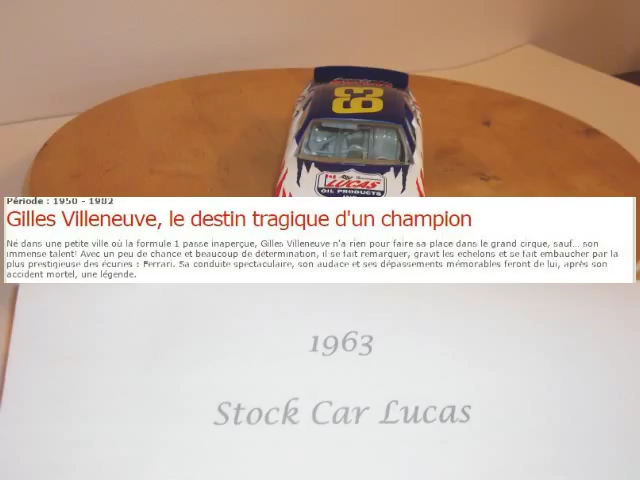 83
LUCAS
OIL PRODUCTS
Période : 1950 - 1982
Gilles Villeneuve, le destin tragique d'un champion
Né dans une petite ville où la formule 1 passe inaperçue, Gilles Villeneuve n'a rien pour faire sa place dans le grand cirque, sauf... son
immense talent! Avec un peu de chance et beaucoup de détermination, il se fait remarquer, gravit les échelons et se fait embaucher par la
plus prestigieuse des écuries : Ferrari. Sa conduite spectaculaire, son audace et ses dépassements mémorables feront de lui, après son
accident mortel, une légende.
1963
Stock Car Lucas